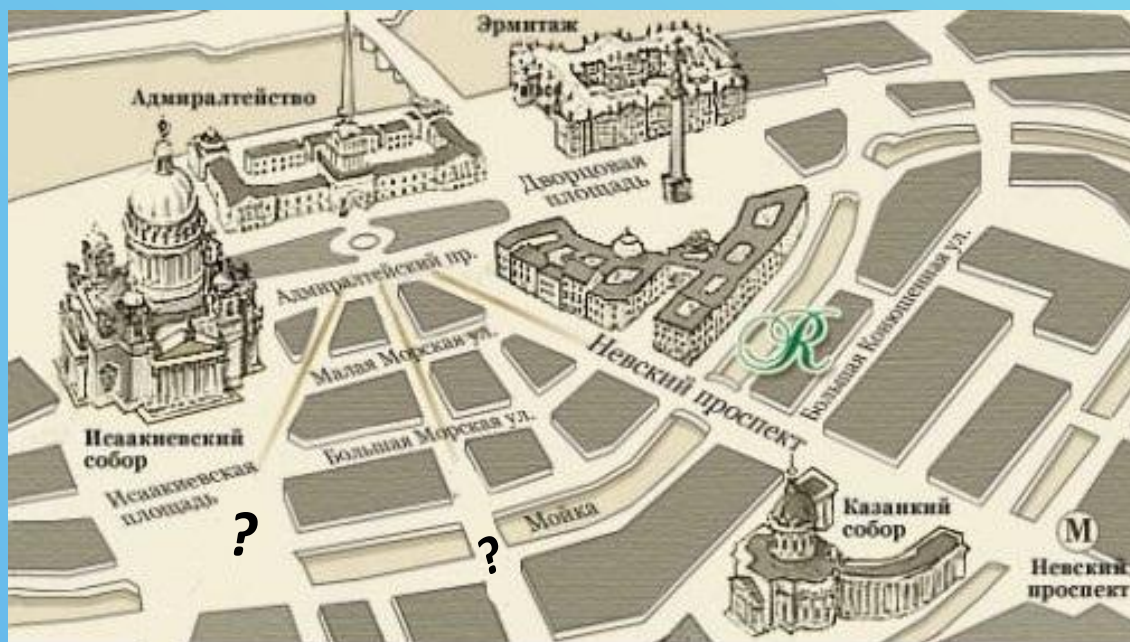 Эрмитаж
Адмиралтейство
Дворцовая
площадь
Адмиралтейский пр.
Малая Морская ул.
Большая Морская ул.
Невский проспект
R
Большая Конюшенная ул.
Исаакиевский
собор
Исаакиевская
площадь
?
?
Мойка
Казанкий
собор
М
Невский
проспект